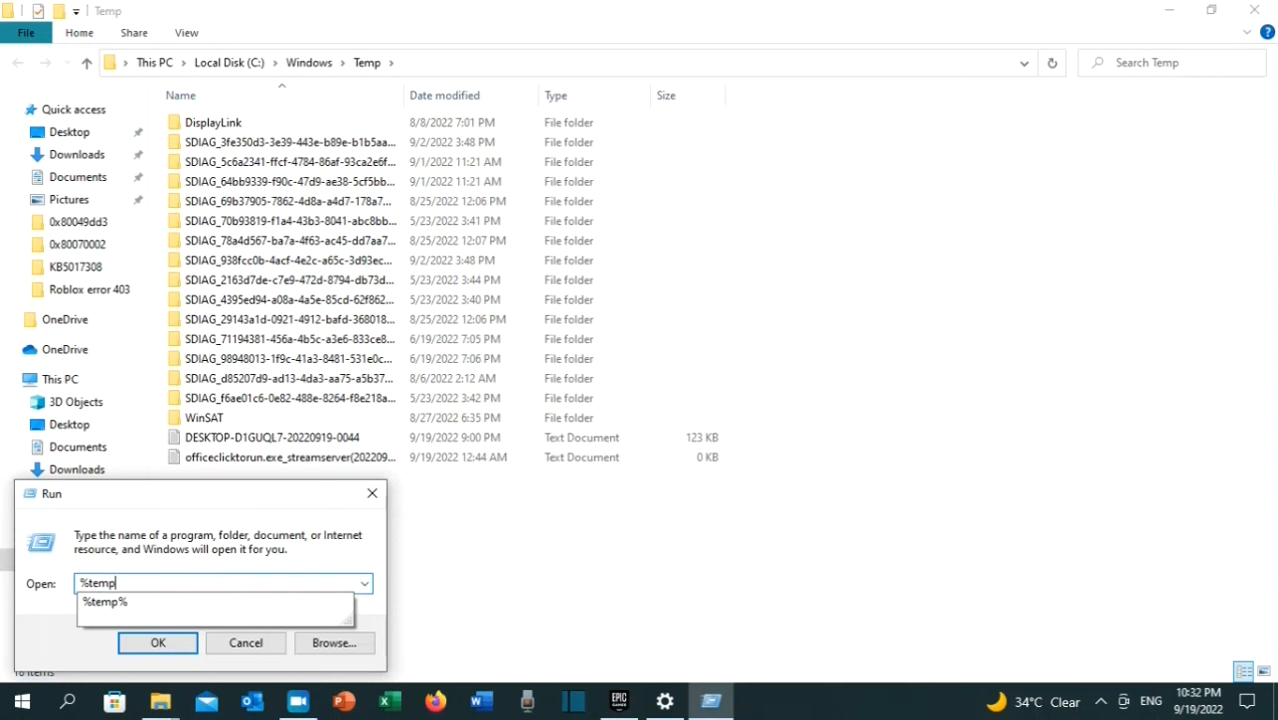 Temp
File Home Share View
This PC Local Disk (C:) Windows Temp Search Temp
Name Date modified Type Size
Quick access
Desktop
Downloads
Documents
Pictures
0x80049dd3
0x80070002
KB5017308
Roblox error 403
OneDrive
OneDrive
This PC
3D Objects
Desktop
Documents
Downloads
DisplayLink 8/8/2022 7:01 PM File folder
SDIAG_3fe350d3-3e39-443e-b89e-b1b5aa... 9/2/2022 3:48 PM File folder
SDIAG_5c6a2341-ffcf-4784-86af-93ca2e6f... 9/1/2022 11:21 AM File folder
SDIAG_64bb9339-f90c-47d9-ae38-5cf5bb... 9/1/2022 11:21 AM File folder
SDIAG_69b37905-7862-4d8a-a4d7-178a7... 8/25/2022 12:06 PM File folder
SDIAG_70b93819-f1a4-43b3-8041-abc8bb... 5/23/2022 3:41 PM File folder
SDIAG_78a4d567-ba7a-4f63-ac45-dd7aa7... 8/25/2022 12:07 PM File folder
SDIAG_938fcc0b-4acf-4e2c-a65c-3d93ec... 9/2/2022 3:48 PM File folder
SDIAG_2163d7de-c7e9-472d-8794-db73d... 5/23/2022 3:44 PM File folder
SDIAG_4395ed94-a08a-4a5e-85cd-62f862... 5/23/2022 3:40 PM File folder
SDIAG_29143a1d-0921-4912-bafd-368018... 8/25/2022 12:06 PM File folder
SDIAG_71194381-456a-4b5c-a3e6-833ce8... 6/19/2022 7:05 PM File folder
SDIAG_98948013-1f9c-41a3-8481-531e0c... 6/19/2022 7:06 PM File folder
SDIAG_d85207d9-ad13-4da3-aa75-a5b37... 8/6/2022 2:12 AM File folder
SDIAG_f6ae01c6-0e82-488e-8264-f8e218a... 5/23/2022 3:42 PM File folder
WinSAT 8/27/2022 6:35 PM File folder
DESKTOP-D1GUQL7-20220919-0044 9/19/2022 9:00 PM Text Document 123 KB
officeclicktorun.exe_streamserver(202209... 9/19/2022 12:44 AM Text Document 0 KB
Run
Type the name of a program, folder, document, or Internet
resource, and Windows will open it for you.
Open: %temp
%temp%
OK Cancel Browse...
items
EPIC GAMES
34°C Clear ENG 10:32 PM
9/19/2022